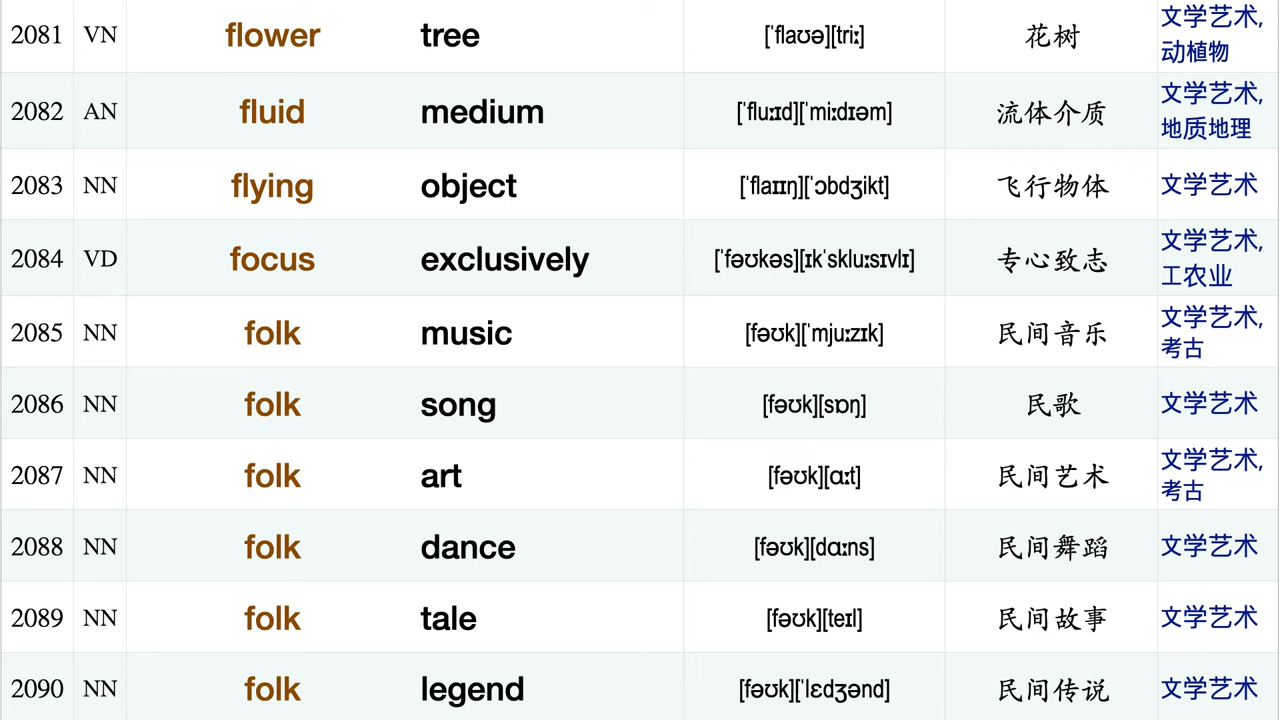 2081 VN flower tree [ˈflaʊə][triː] 花树 文学艺术, 动植物
2082 AN fluid medium [ˈfluːɪd][ˈmiːdɪəm] 流体介质 文学艺术, 地质地理
2083 NN flying object [ˈflaɪɪŋ][ˈɔbdʒikt] 飞行物体 文学艺术
2084 VD focus exclusively [ˈfəʊkəs][ɪkˈskluːsɪvlɪ] 专心致志 文学艺术, 工农业
2085 NN folk music [fəʊk][ˈmjuːzɪk] 民间音乐 文学艺术, 考古
2086 NN folk song [fəʊk][sɒŋ] 民歌 文学艺术
2087 NN folk art [fəʊk][ɑːt] 民间艺术 文学艺术, 考古
2088 NN folk dance [fəʊk][dɑːns] 民间舞蹈 文学艺术
2089 NN folk tale [fəʊk][teɪl] 民间故事 文学艺术
2090 NN folk legend [fəʊk][ˈlɛdʒənd] 民间传说 文学艺术